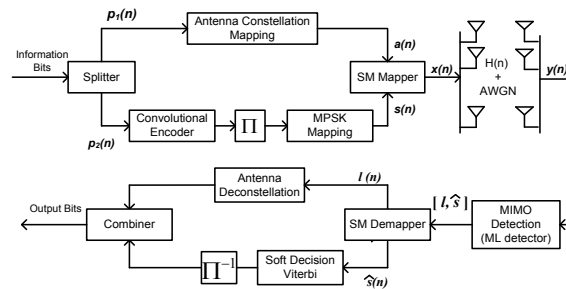 p₁(n)
Antenna Constellation
Mapping
a(n)
Information
Bits
Splitter
SM Mapper
x(n)
H(n)
+
AWGN
y(n)
s(n)
Convolutional
Encoder
Π
MPSK
Mapping
p₂(n)
Antenna
Deconstellation
l(n)
[ l, ŝ ]
Output Bits
Combiner
SM Demapper
MIMO
Detection
(ML detector)
Π⁻¹
Soft Decision
Viterbi
ŝ(n)